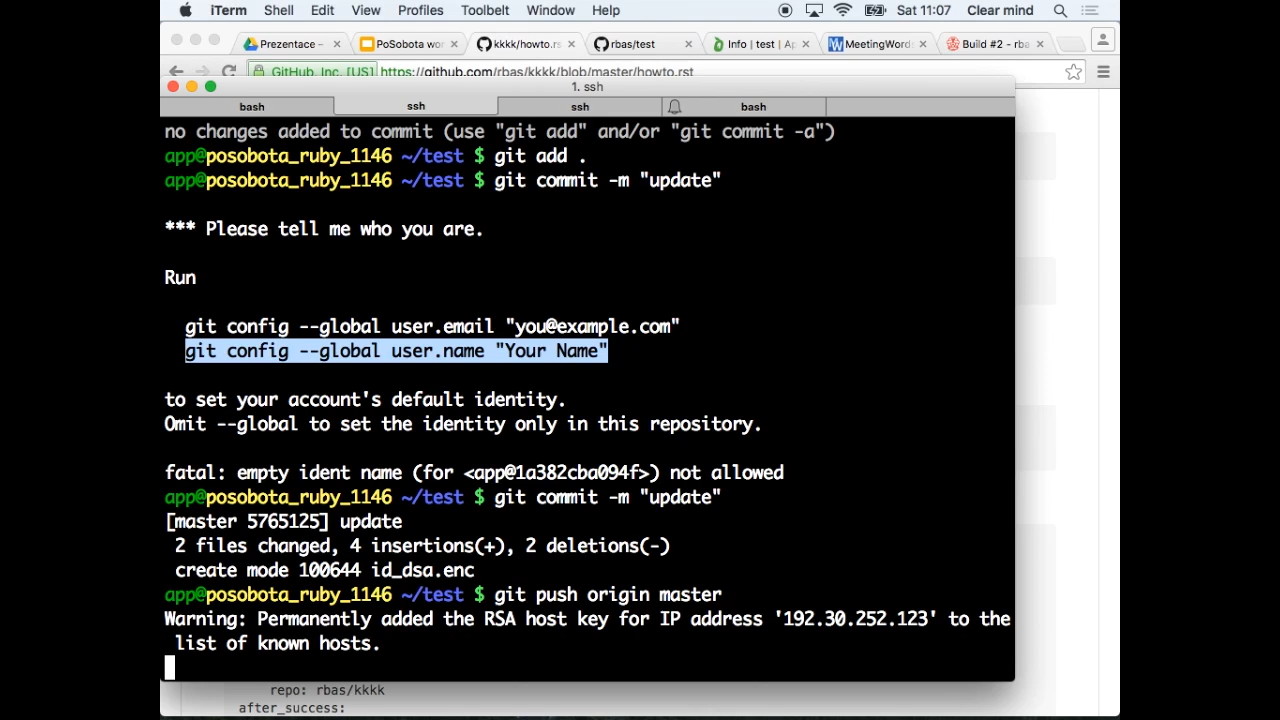 iTerm Shell Edit View Profiles Toolbelt Window Help Sat 11:07 Clear mind
Prezentace – PoSobota wo kkkk/howto.rs rbas/test Info | test | Ap MeetingWord Build #2 - rba
GitHub, Inc. [US] https://github.com/rbas/kkkk/blob/master/howto.rst
1. ssh
bash ssh ssh bash
no changes added to commit (use "git add" and/or "git commit -a")
app@posobota_ruby_1146 ~/test $ git add .
app@posobota_ruby_1146 ~/test $ git commit -m "update"
*** Please tell me who you are.
Run
git config --global user.email "you@example.com"
git config --global user.name "Your Name"
to set your account's default identity.
Omit --global to set the identity only in this repository.
fatal: empty ident name (for <app@1a382cba094f>) not allowed
app@posobota_ruby_1146 ~/test $ git commit -m "update"
[master 5765125] update
2 files changed, 4 insertions(+), 2 deletions(-)
create mode 100644 id_dsa.enc
app@posobota_ruby_1146 ~/test $ git push origin master
Warning: Permanently added the RSA host key for IP address '192.30.252.123' to the
list of known hosts.
repo: rbas/kkkk
after_success: